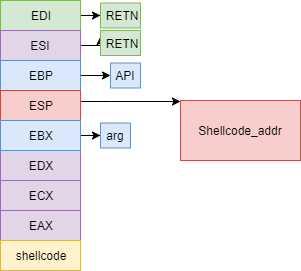 EDI RETN
ESI RETN
EBP API
ESP
Shellcode_addr
EBX arg
EDX
ECX
EAX
shellcode